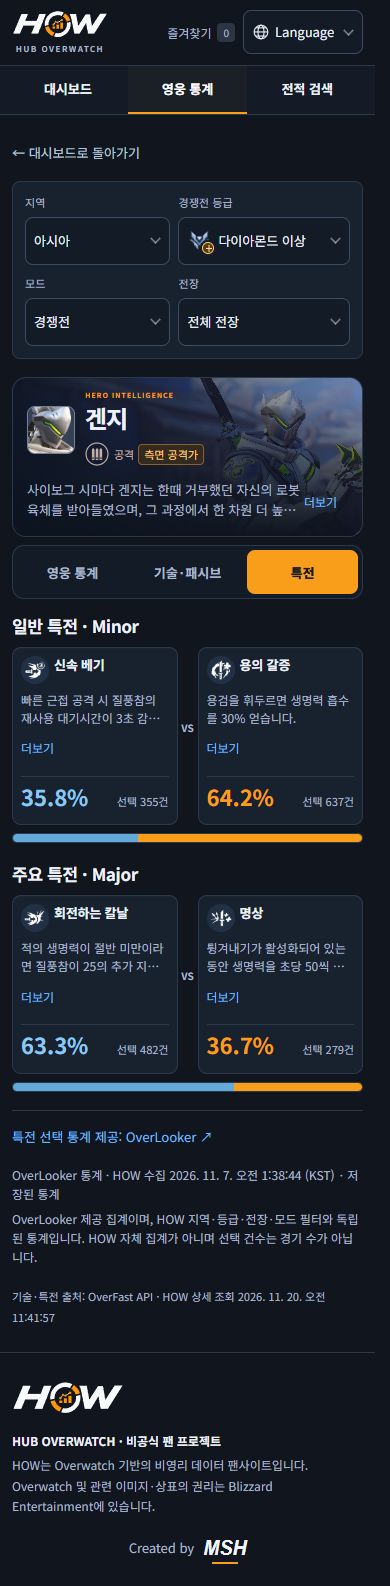 HOW
HUB OVERWATCH
즐겨찾기 0
Language
대시보드 영웅 통계 전적 검색
← 대시보드로 돌아가기
지역 경쟁전 등급
아시아 다이아몬드 이상
모드 전장
경쟁전 전체 전장
HERO INTELLIGENCE
겐지
공격 측면 공격가
사이보그 시마다 겐지는 한때 거부했던 자신의 로봇
육체를 받아들였으며, 그 과정에서 한 차원 더 높… 더보기
영웅 통계 기술·패시브 특전
일반 특전 · Minor
신속 베기
빠른 근접 공격 시 질풍참의
재사용 대기시간이 3초 감…
더보기
35.8% 선택 355건
VS
용의 갈증
용검을 휘두르면 생명력 흡수
를 30% 얻습니다.
더보기
64.2% 선택 637건
주요 특전 · Major
회전하는 칼날
적의 생명력이 절반 미만이라
면 질풍참이 25의 추가 지…
더보기
63.3% 선택 482건
VS
명상
튕겨내기가 활성화되어 있는
동안 생명력을 초당 50씩 …
더보기
36.7% 선택 279건
특전 선택 통계 제공: OverLooker ↗
OverLooker 통계 · HOW 수집 2026. 11. 7. 오전 1:38:44 (KST) · 저
장된 통계
OverLooker 제공 집계이며, HOW 지역·등급·전장·모드 필터와 독립
된 통계입니다. HOW 자체 집계가 아니며 선택 건수는 경기 수가 아닙
니다.
기술·특전 출처: OverFast API · HOW 상세 조회 2026. 11. 20. 오전
11:41:57
HOW
HUB OVERWATCH · 비공식 팬 프로젝트
HOW는 Overwatch 기반의 비영리 데이터 팬사이트입니다.
Overwatch 및 관련 이미지·상표의 권리는 Blizzard
Entertainment에 있습니다.
Created by MSH